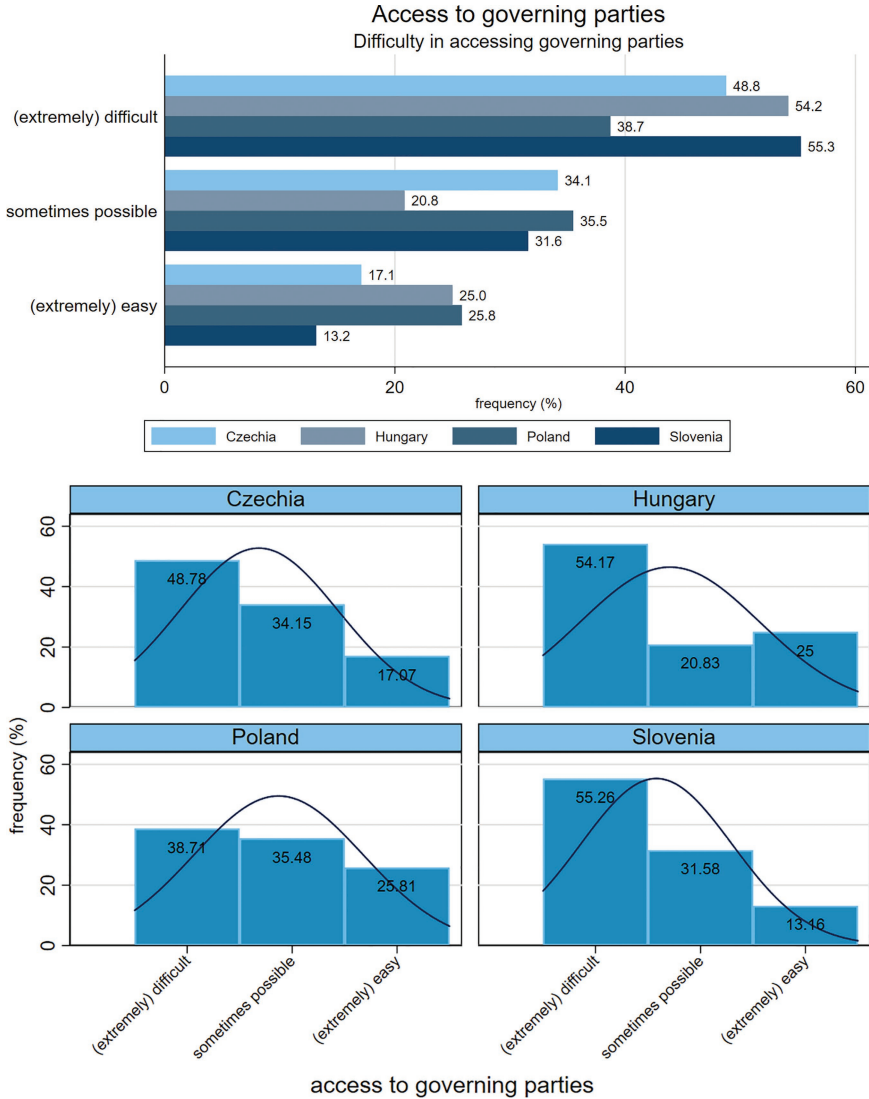 Access to governing parties
Difficulty in accessing governing parties
(extremely) difficult
48.8
54.2
38.7
55.3
sometimes possible
34.1
20.8
35.5
31.6
(extremely) easy
17.1
25.0
25.8
13.2
0 20 40 60
frequency (%)
Czechia Hungary Poland Slovenia
Czechia
60
40
20
0
48.78
34.15
17.07
Hungary
54.17
20.83
25
frequency (%)
Poland
60
40
20
0
38.71
35.48
25.81
Slovenia
55.26
31.58
13.16
(extremely) difficult
sometimes possible
(extremely) easy
(extremely) difficult
sometimes possible
(extremely) easy
access to governing parties